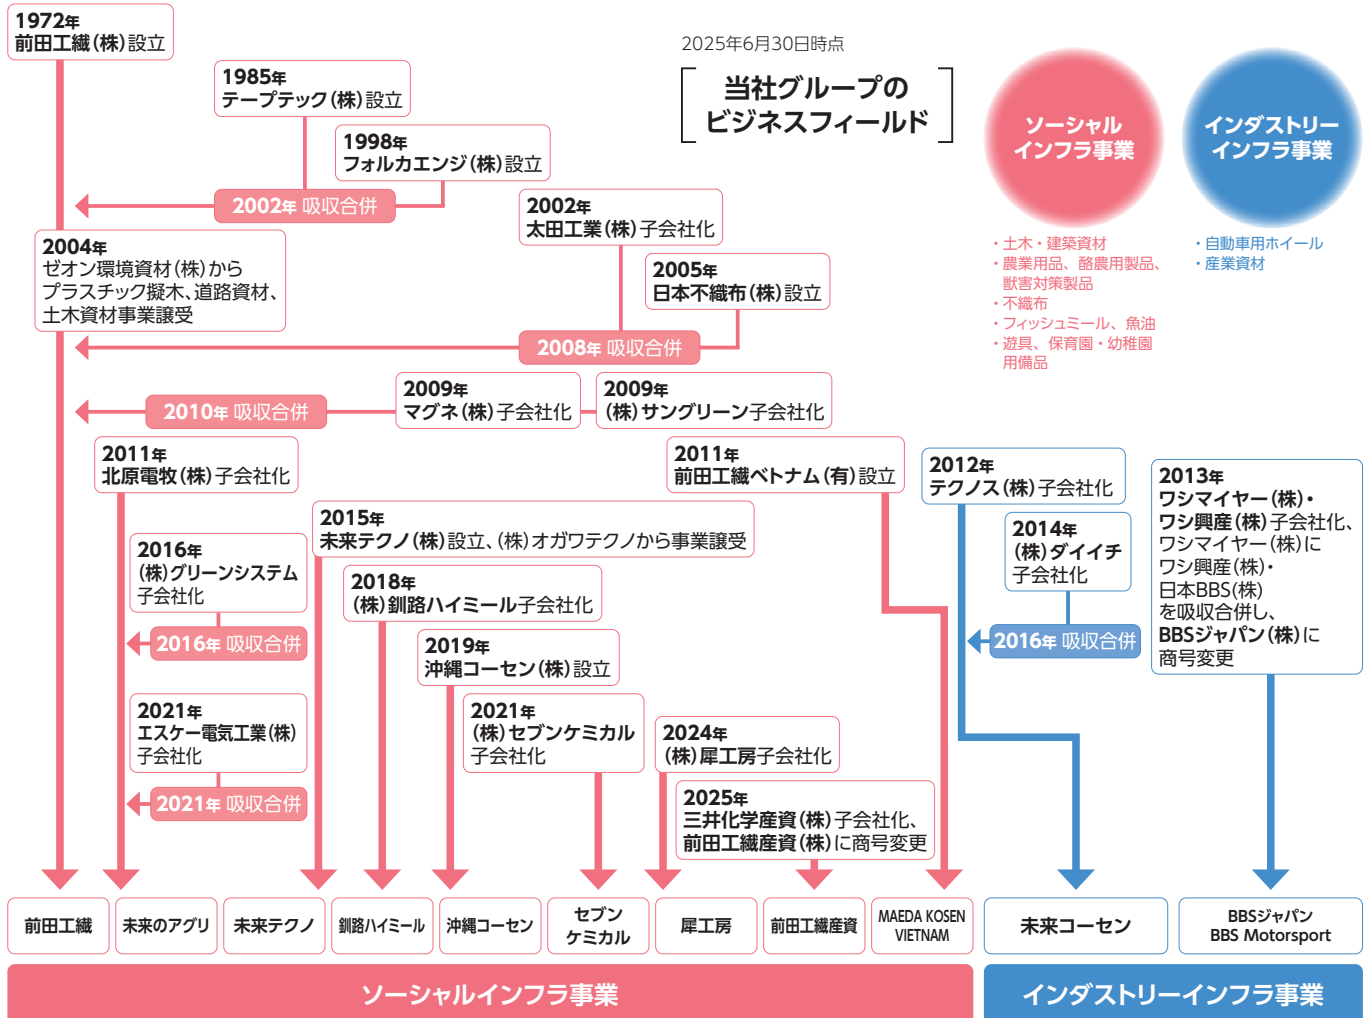 1972年
前田工繊(株)設立
2025年6月30日時点
当社グループの
ビジネスフィールド
ソーシャル
インフラ事業
インダストリー
インフラ事業
・土木・建築資材
・農業用品、酪農用製品、
獣害対策製品
・不織布
・フィッシュミール、魚油
・遊具、保育園・幼稚園
用備品
・自動車用ホイール
・産業資材
1985年
テープテック(株)設立
1998年
フォルカエンジ(株)設立
2002年 吸収合併
2002年
太田工業(株)子会社化
2004年
ゼオン環境資材(株)から
プラスチック擬木、道路資材、
土木資材事業譲受
2005年
日本不織布(株)設立
2008年 吸収合併
2009年
マグネ(株)子会社化
2009年
(株)サングリーン子会社化
2010年 吸収合併
2011年
北原電牧(株)子会社化
2011年
前田工繊ベトナム(有)設立
2012年
テクノス(株)子会社化
2013年
ワシマイヤー(株)・
ワシ興産(株)子会社化、
ワシマイヤー(株)に
ワシ興産(株)・
日本BBS(株)
を吸収合併し、
BBSジャパン(株)に
商号変更
2015年
未来テクノ(株)設立、(株)オガワテクノから事業譲受
2014年
(株)ダイイチ
子会社化
2016年
(株)グリーンシステム
子会社化
2016年 吸収合併
2018年
(株)釧路ハイミール子会社化
2016年 吸収合併
2019年
沖縄コーセン(株)設立
2021年
エスケー電気工業(株)
子会社化
2021年 吸収合併
2021年
(株)セブンケミカル
子会社化
2024年
(株)犀工房子会社化
2025年
三井化学産資(株)子会社化、
前田工繊産資(株)に商号変更
前田工繊
未来のアグリ
未来テクノ
釧路ハイミール
沖縄コーセン
セブン
ケミカル
犀工房
前田工繊産資
MAEDA KOSEN
VIETNAM
未来コーセン
BBSジャパン
BBS Motorsport
ソーシャルインフラ事業
インダストリーインフラ事業